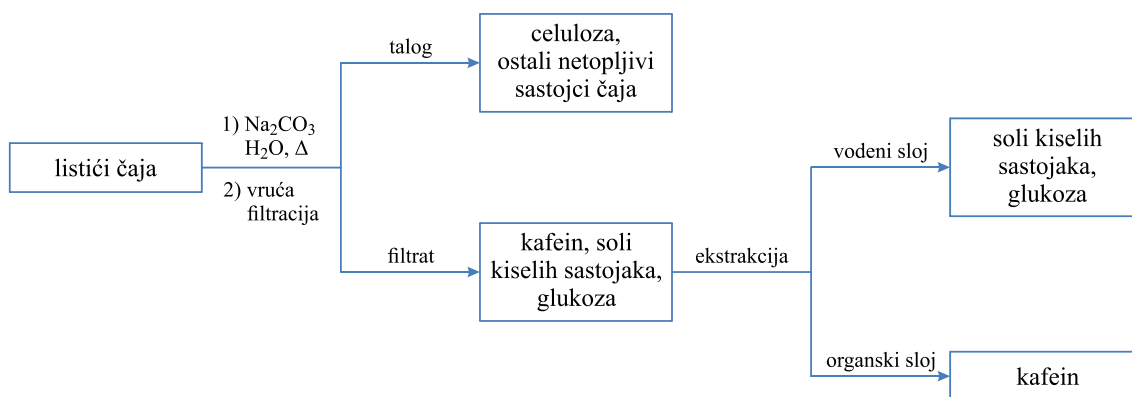 listići čaja
1) Na₂CO₃
H₂O, Δ
2) vruća
filtracija
talog
celuloza,
ostali netopljivi
sastojci čaja
filtrat
kafein, soli
kiselih sastojaka,
glukoza
ekstrakcija
vodeni sloj
soli kiselih
sastojaka,
glukoza
organski sloj
kafein